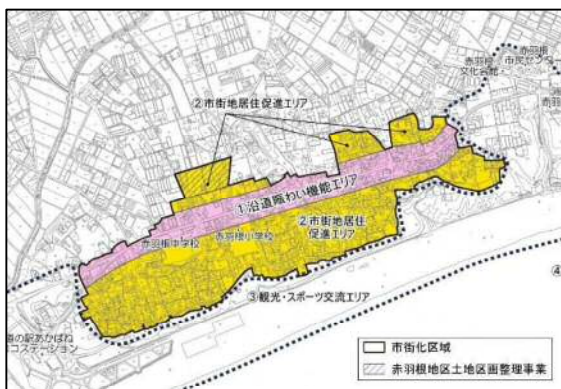 赤羽根
文化会館
赤羽根
市民センター
赤羽根
②市街地居住促進エリア
①沿道賑わい機能エリア
②市街地居住
促進エリア
赤羽根中学校
赤羽根小学校
③観光・スポーツ交流エリア
④
道の駅あかばね
コステーション
市街化区域
赤羽根地区土地区画整理事業